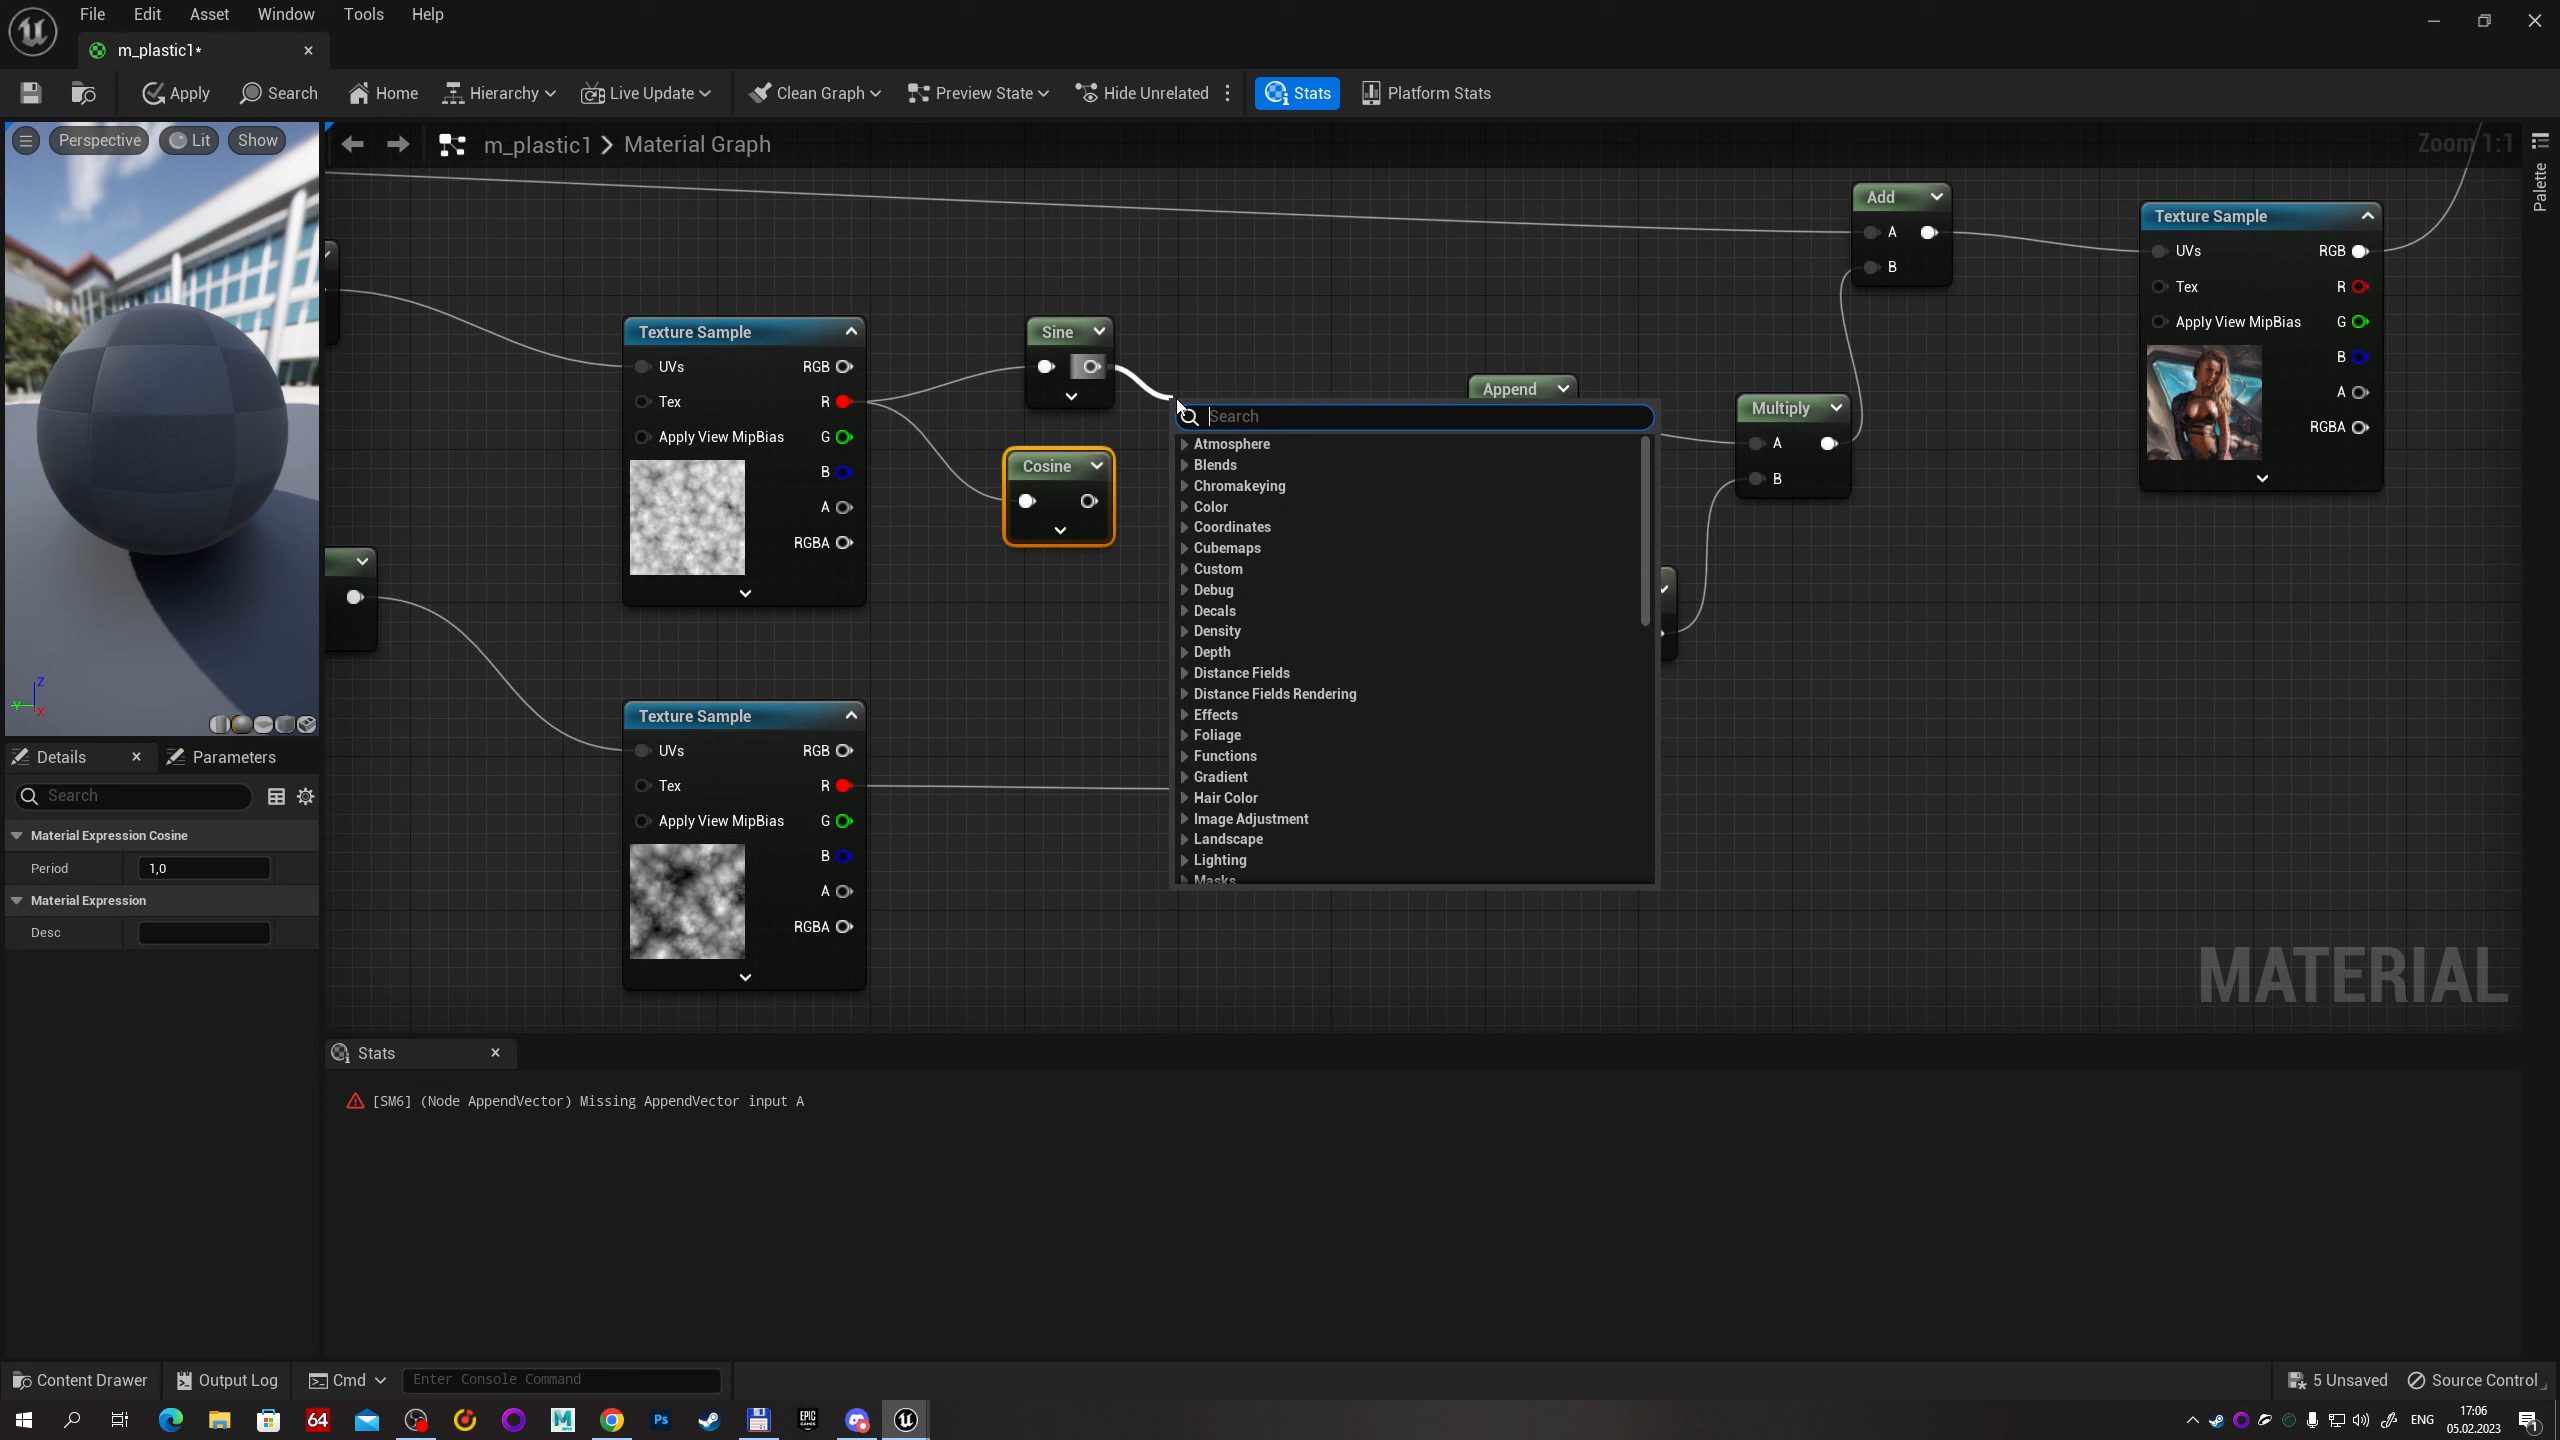 File Edit Asset Window Tools Help
m_plastic1*
Apply Search Home Hierarchy Live Update Clean Graph Preview State Hide Unrelated Stats Platform Stats
Perspective Lit Show
m_plastic1 > Material Graph
Zoom 1:1
Palette
Add
A
B
Texture Sample
UVs RGB
Tex R
Apply View MipBias G
B
A
RGBA
Texture Sample
UVs RGB
Tex R
Apply View MipBias G
B
A
RGBA
Sine
Cosine
Append
Multiply
A
B
Search
Atmosphere
Blends
Chromakeying
Color
Coordinates
Cubemaps
Custom
Debug
Decals
Density
Depth
Distance Fields
Distance Fields Rendering
Effects
Foliage
Functions
Gradient
Hair Color
Image Adjustment
Landscape
Lighting
Masks
Texture Sample
UVs RGB
Tex R
Apply View MipBias G
B
A
RGBA
MATERIAL
Z
Y
X
Details Parameters
Search
Material Expression Cosine
Period 1,0
Material Expression
Desc
Stats
[SM6] (Node AppendVector) Missing AppendVector input A
Content Drawer Output Log Cmd Enter Console Command 5 Unsaved Source Control
64 M Ps EPIC GAMES ENG 17:06
05.02.2023
1